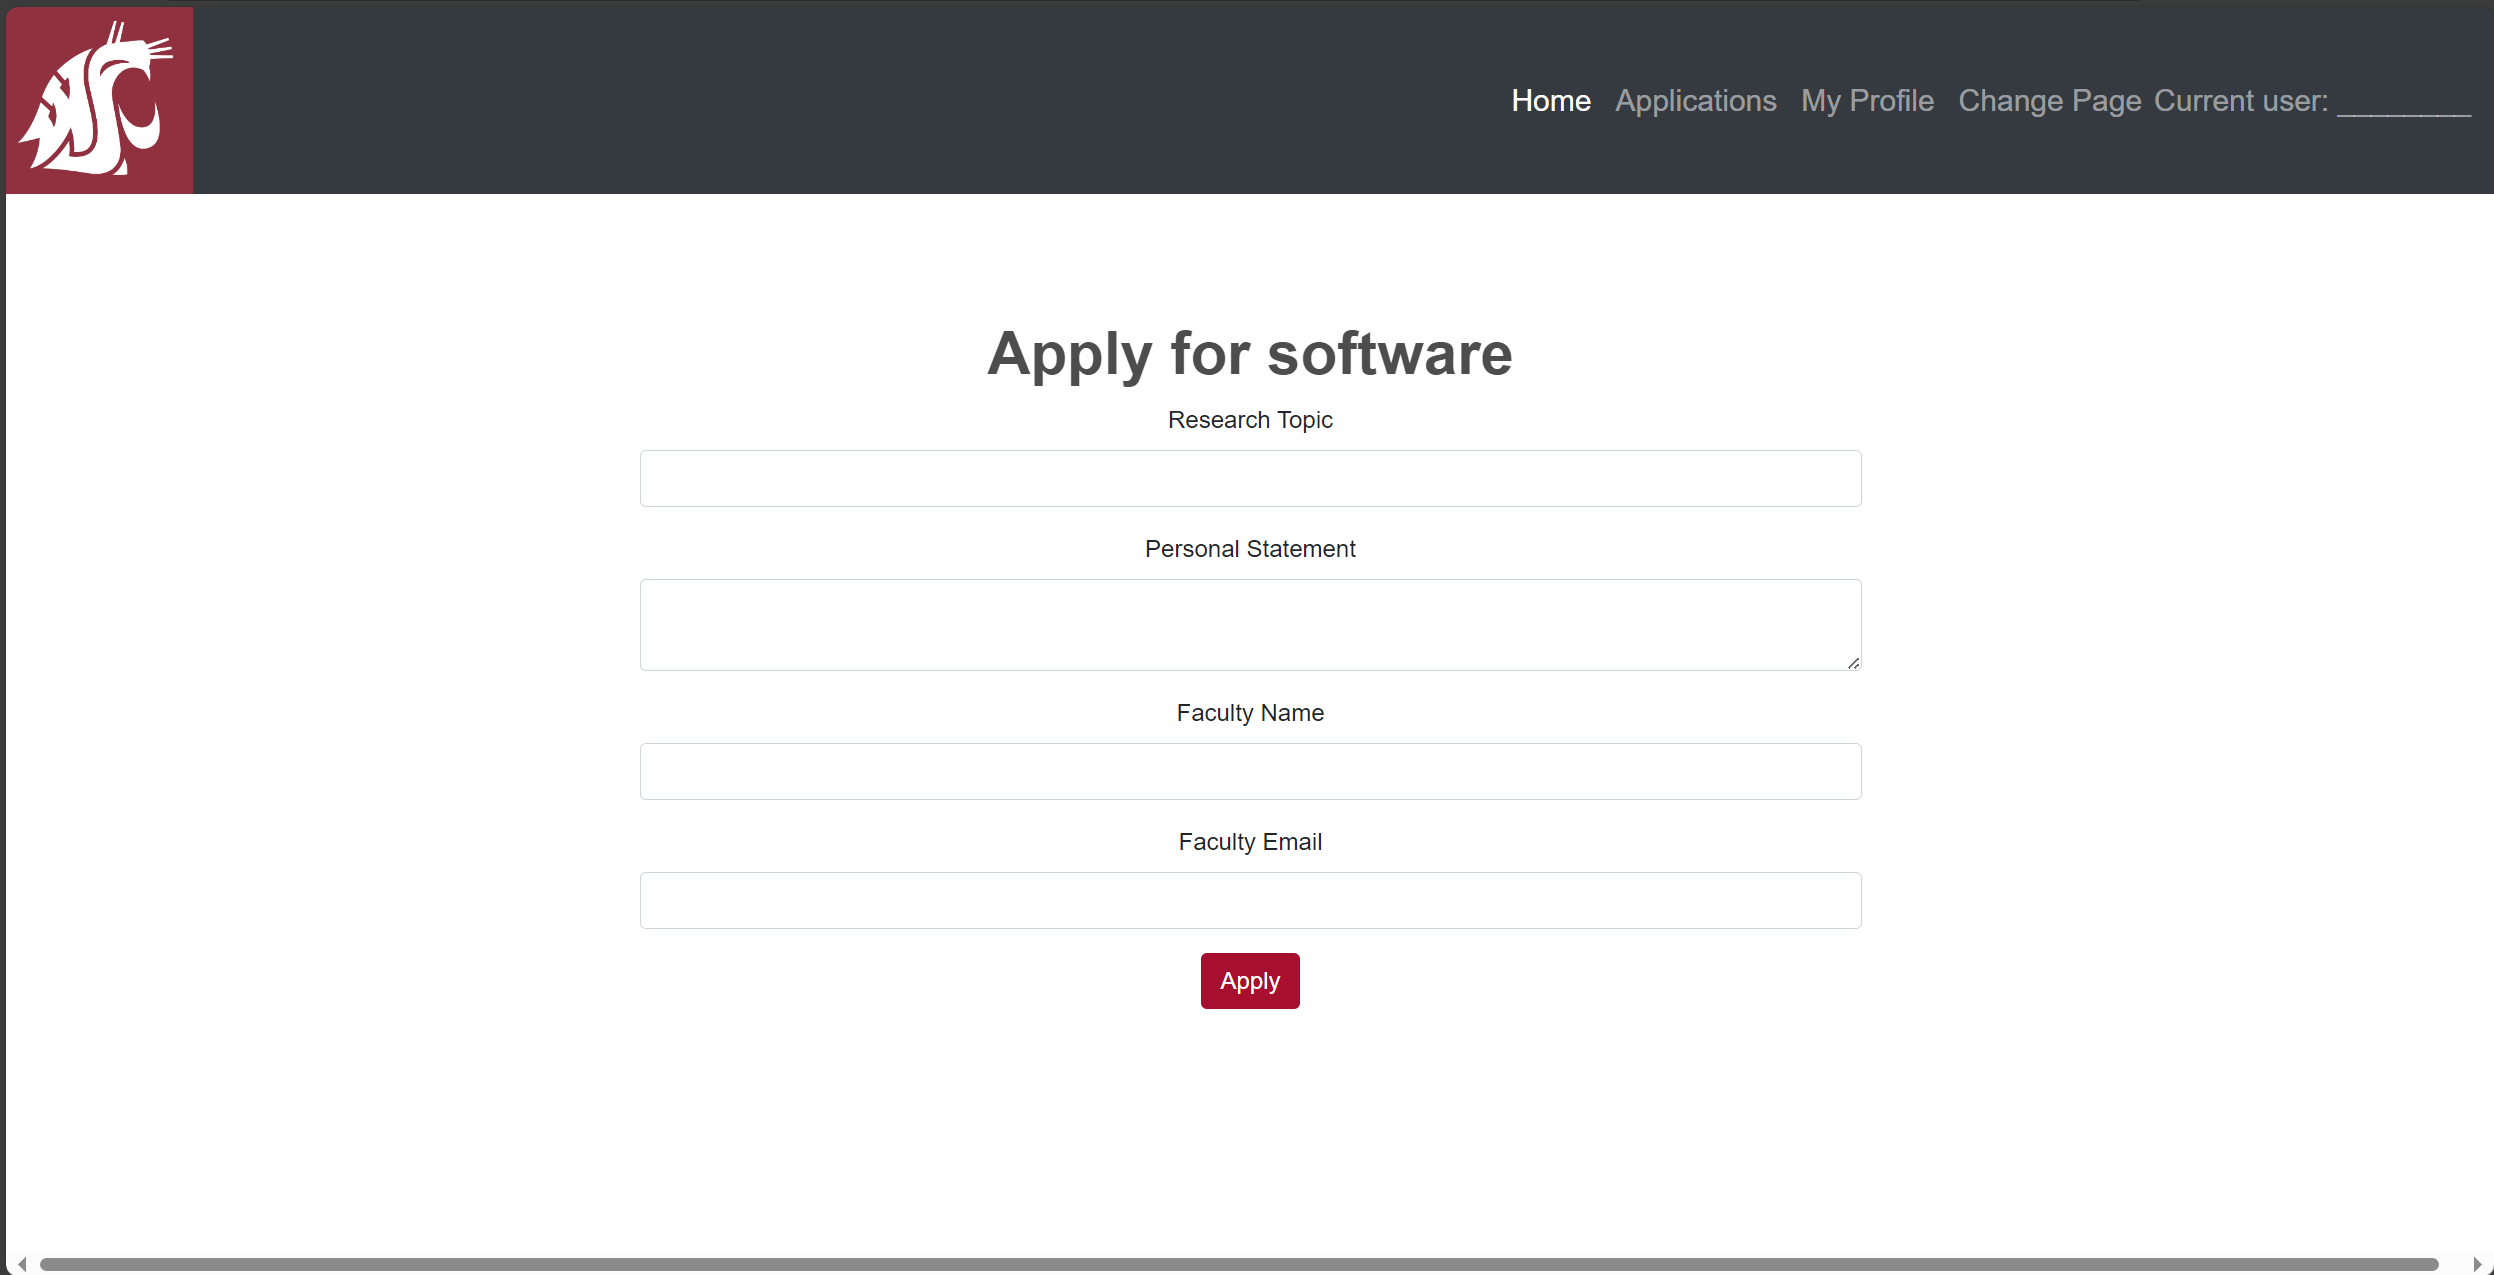 Home Applications My Profile Change Page Current user: ________
Apply for software
Research Topic
Personal Statement
Faculty Name
Faculty Email
Apply